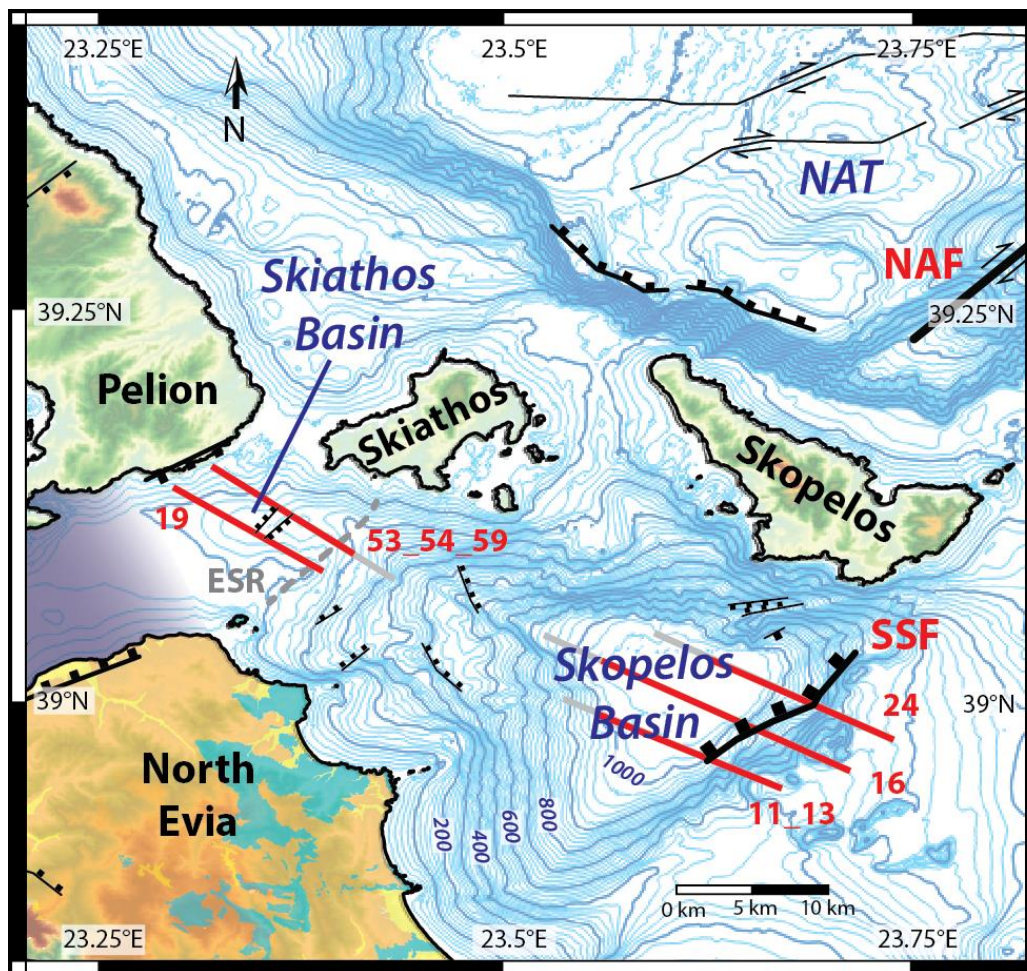 23.25°E
23.5°E
23.75°E
N
NAT
NAF
Skiathos
Basin
39.25°N
39.25°N
Pelion
Skiathos
Skopelos
19
53_54_59
ESR
SSF
Skopelos
Basin
39°N
24
39°N
1000
16
North
Evia
11_13
200
400
600
800
0 km
5 km
10 km
23.25°E
23.5°E
23.75°E